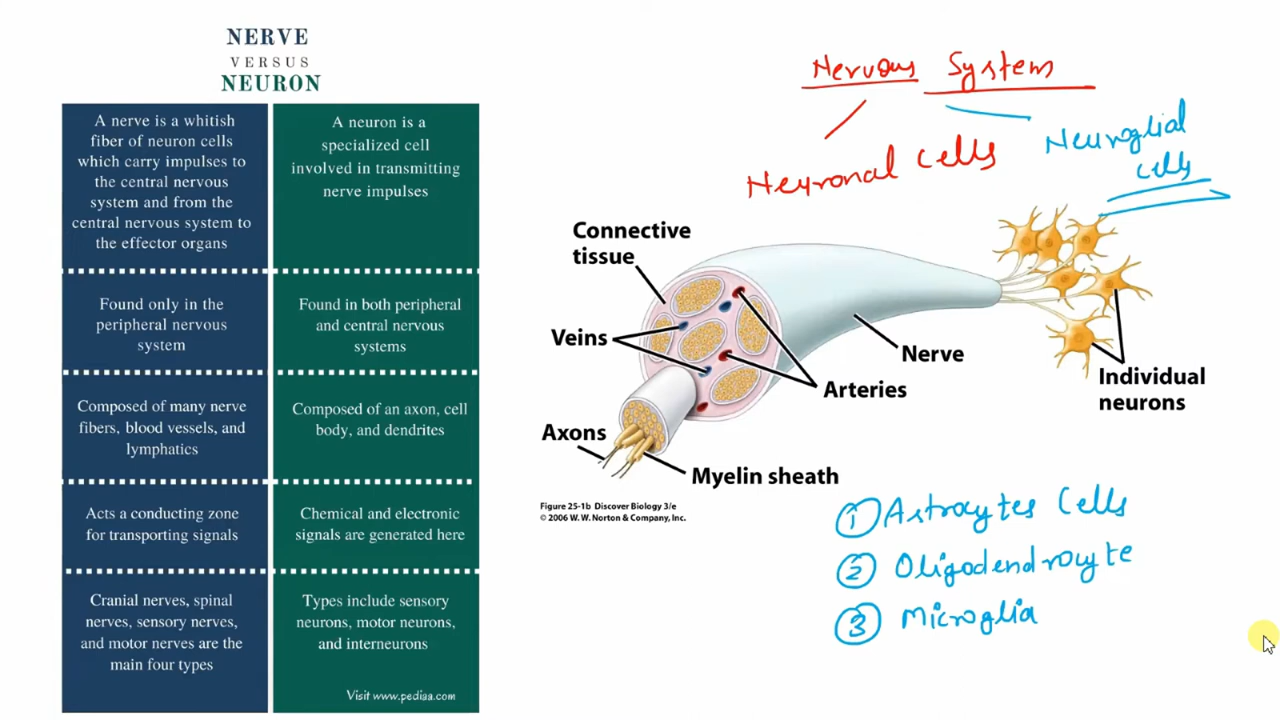 NERVE
VERSUS
NEURON
A nerve is a whitish
fiber of neuron cells
which carry impulses to
the central nervous
system and from the
central nervous system to
the effector organs
A neuron is a
specialized cell
involved in transmitting
nerve impulses
Found only in the
peripheral nervous
system
Found in both peripheral
and central nervous
systems
Composed of many nerve
fibers, blood vessels, and
lymphatics
Composed of an axon, cell
body, and dendrites
Acts a conducting zone
for transporting signals
Chemical and electronic
signals are generated here
Cranial nerves, spinal
nerves, sensory nerves,
and motor nerves are the
main four types
Types include sensory
neurons, motor neurons,
and interneurons
Visit www.pediaa.com
Nervous System
Neuronal Cells
Neuroglial
cells
Connective
tissue
Veins
Axons
Myelin sheath
Arteries
Nerve
Individual
neurons
Figure 25-1b Discover Biology 3/e
© 2006 W. W. Norton & Company, Inc.
1 Astrocytes Cells
2 Oligodendrocyte
3 Microglia